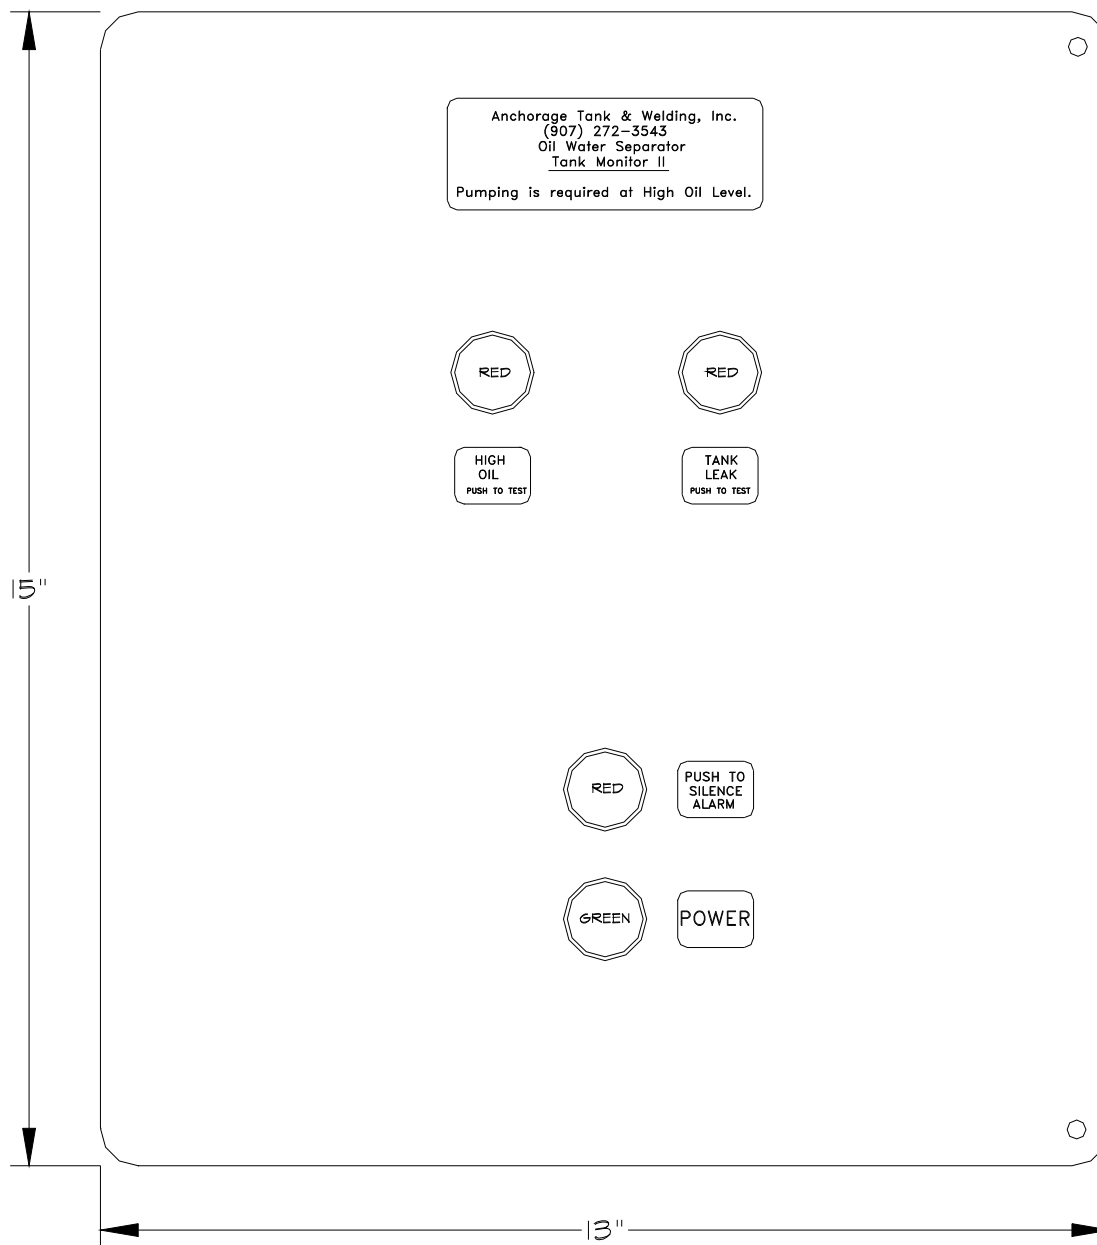 Anchorage Tank & Welding, Inc.
(907) 272-3543
Oil Water Separator
Tank Monitor II
Pumping is required at High Oil Level.
RED
RED
HIGH
OIL
PUSH TO TEST
TANK
LEAK
PUSH TO TEST
15"
RED
PUSH TO
SILENCE
ALARM
GREEN
POWER
13"